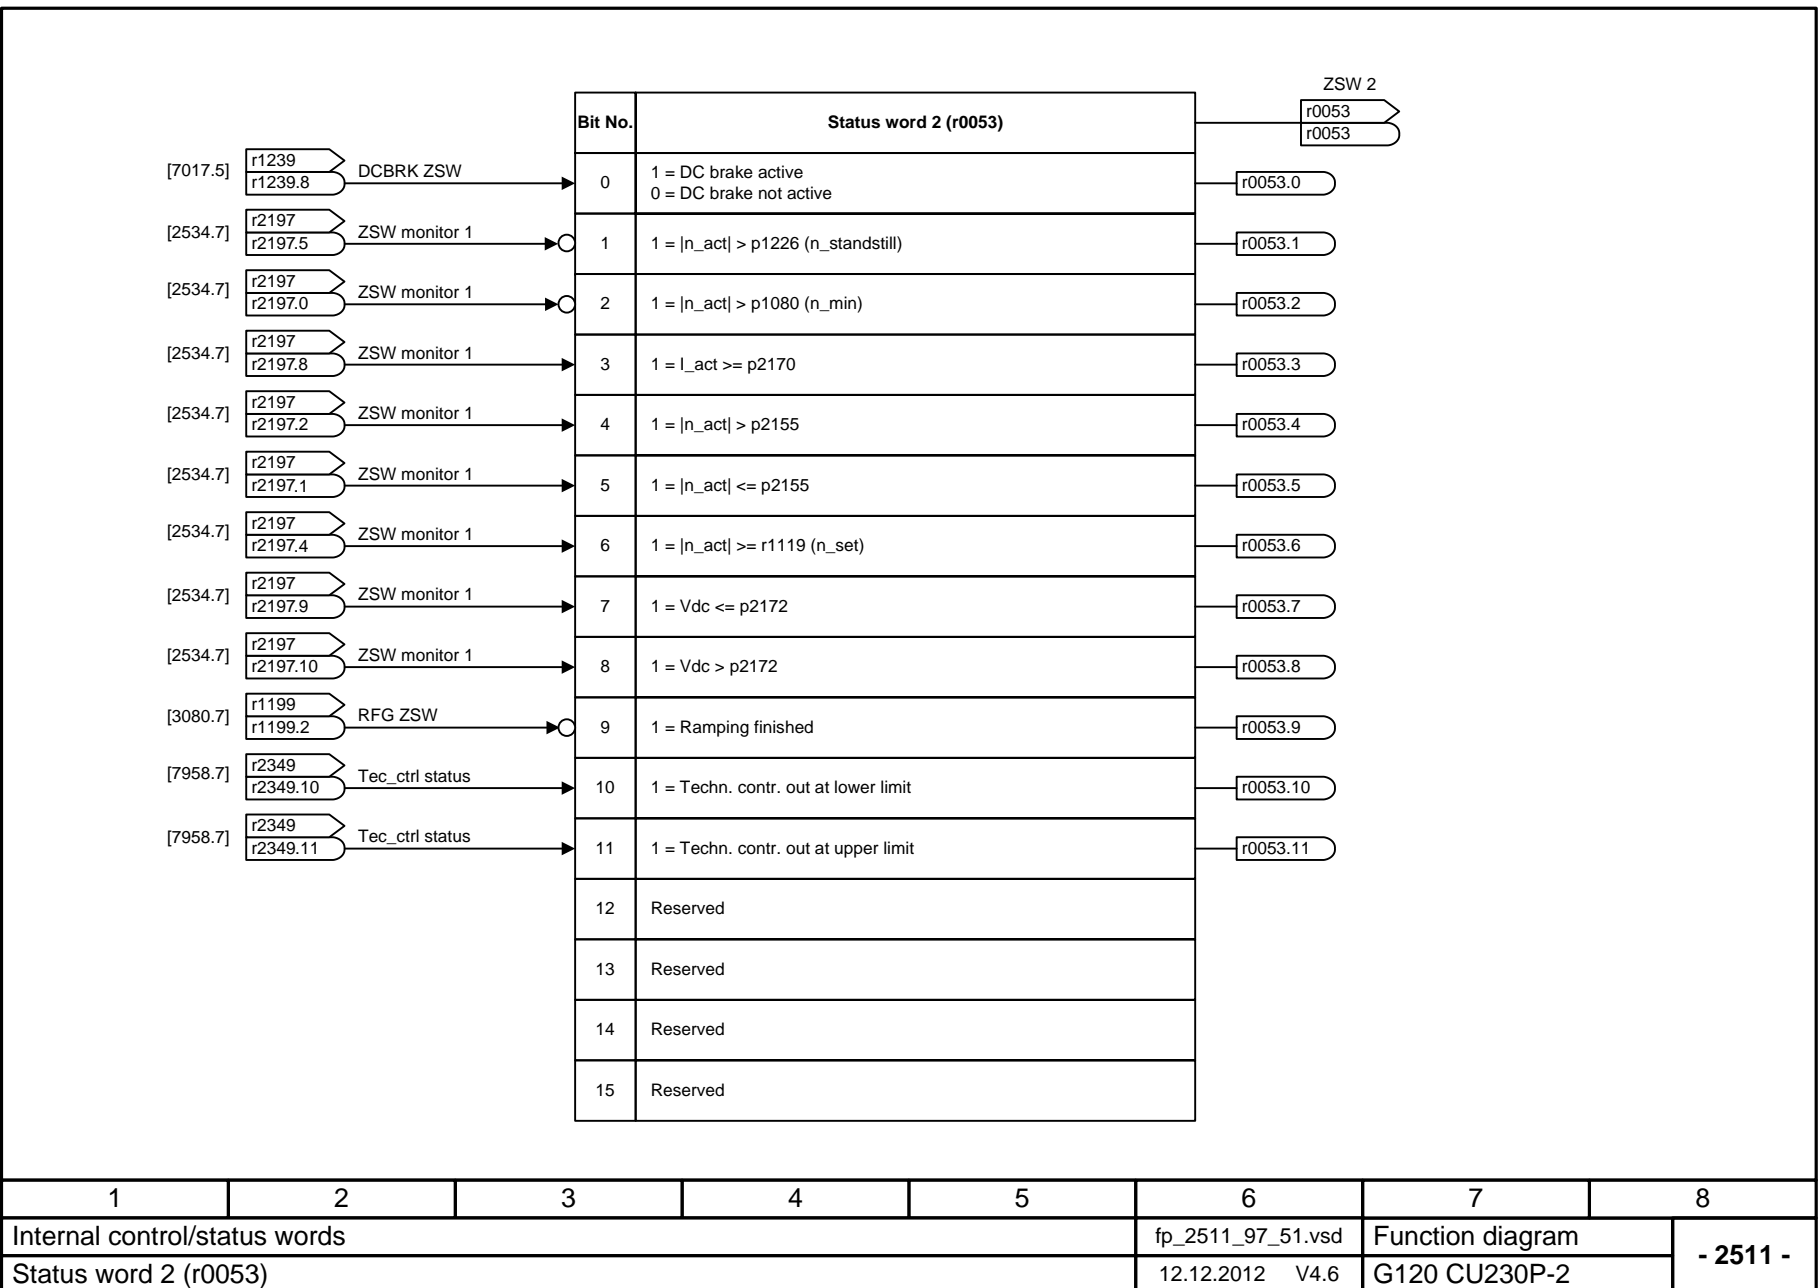 ZSW 2
Bit No. Status word 2 (r0053) r0053
r0053
[7017.5] r1239 DCBRK ZSW 0 1 = DC brake active r0053.0
r1239.8 0 = DC brake not active
[2534.7] r2197 ZSW monitor 1
r2197.5 1 1 = |n_act| > p1226 (n_standstill) r0053.1
[2534.7] r2197 ZSW monitor 1
r2197.0 2 1 = |n_act| > p1080 (n_min) r0053.2
[2534.7] r2197 ZSW monitor 1
r2197.8 3 1 = I_act >= p2170 r0053.3
[2534.7] r2197 ZSW monitor 1
r2197.2 4 1 = |n_act| > p2155 r0053.4
[2534.7] r2197 ZSW monitor 1
r2197.1 5 1 = |n_act| <= p2155 r0053.5
[2534.7] r2197 ZSW monitor 1
r2197.4 6 1 = |n_act| >= r1119 (n_set) r0053.6
[2534.7] r2197 ZSW monitor 1
r2197.9 7 1 = Vdc <= p2172 r0053.7
[2534.7] r2197 ZSW monitor 1
r2197.10 8 1 = Vdc > p2172 r0053.8
[3080.7] r1199 RFG ZSW
r1199.2 9 1 = Ramping finished r0053.9
[7958.7] r2349 Tec_ctrl status
r2349.10 10 1 = Techn. contr. out at lower limit r0053.10
[7958.7] r2349 Tec_ctrl status
r2349.11 11 1 = Techn. contr. out at upper limit r0053.11
12 Reserved
13 Reserved
14 Reserved
15 Reserved
1 2 3 4 5 6 7 8
Internal control/status words fp_2511_97_51.vsd Function diagram - 2511 -
Status word 2 (r0053) 12.12.2012 V4.6 G120 CU230P-2